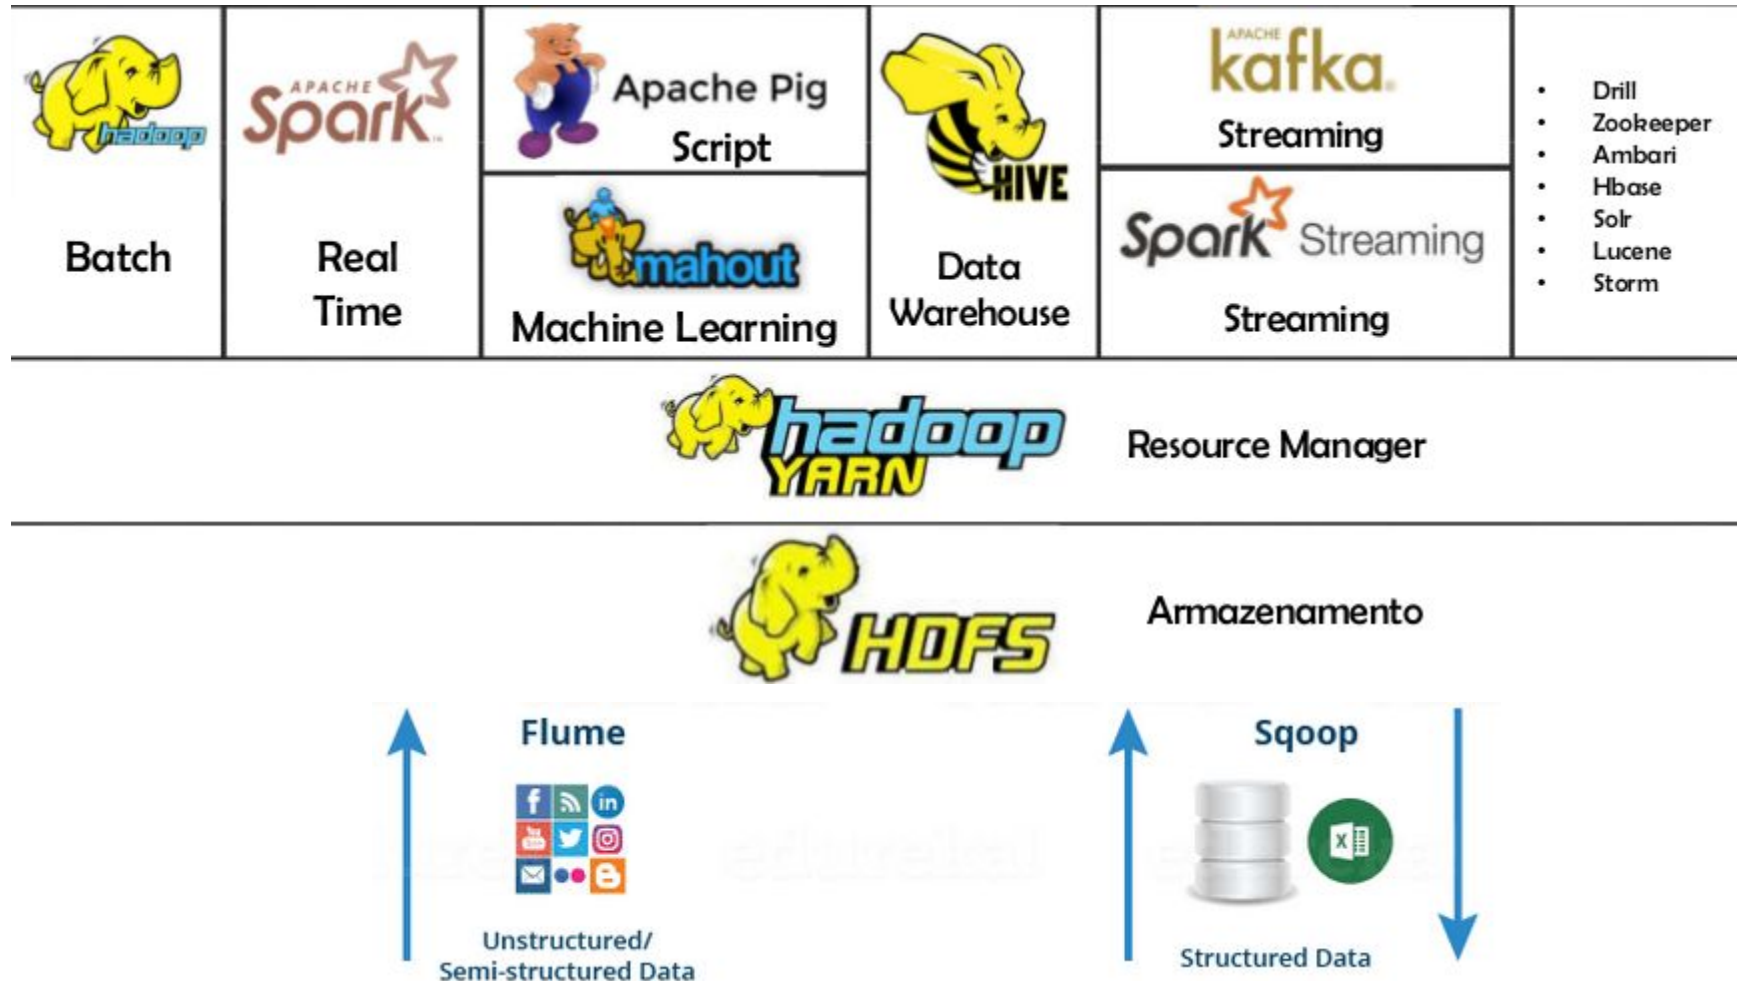 hadoop
Batch
APACHE
Spark™
Real
Time
Apache Pig
Script
mahout
Machine Learning
HIVE
Data
Warehouse
APACHE
kafka®
Streaming
Spark Streaming
Streaming
• Drill
• Zookeeper
• Ambari
• Hbase
• Solr
• Lucene
• Storm
hadoop
YARN
Resource Manager
HDFS
Armazenamento
Flume
Unstructured/
Semi-structured Data
Sqoop
Structured Data